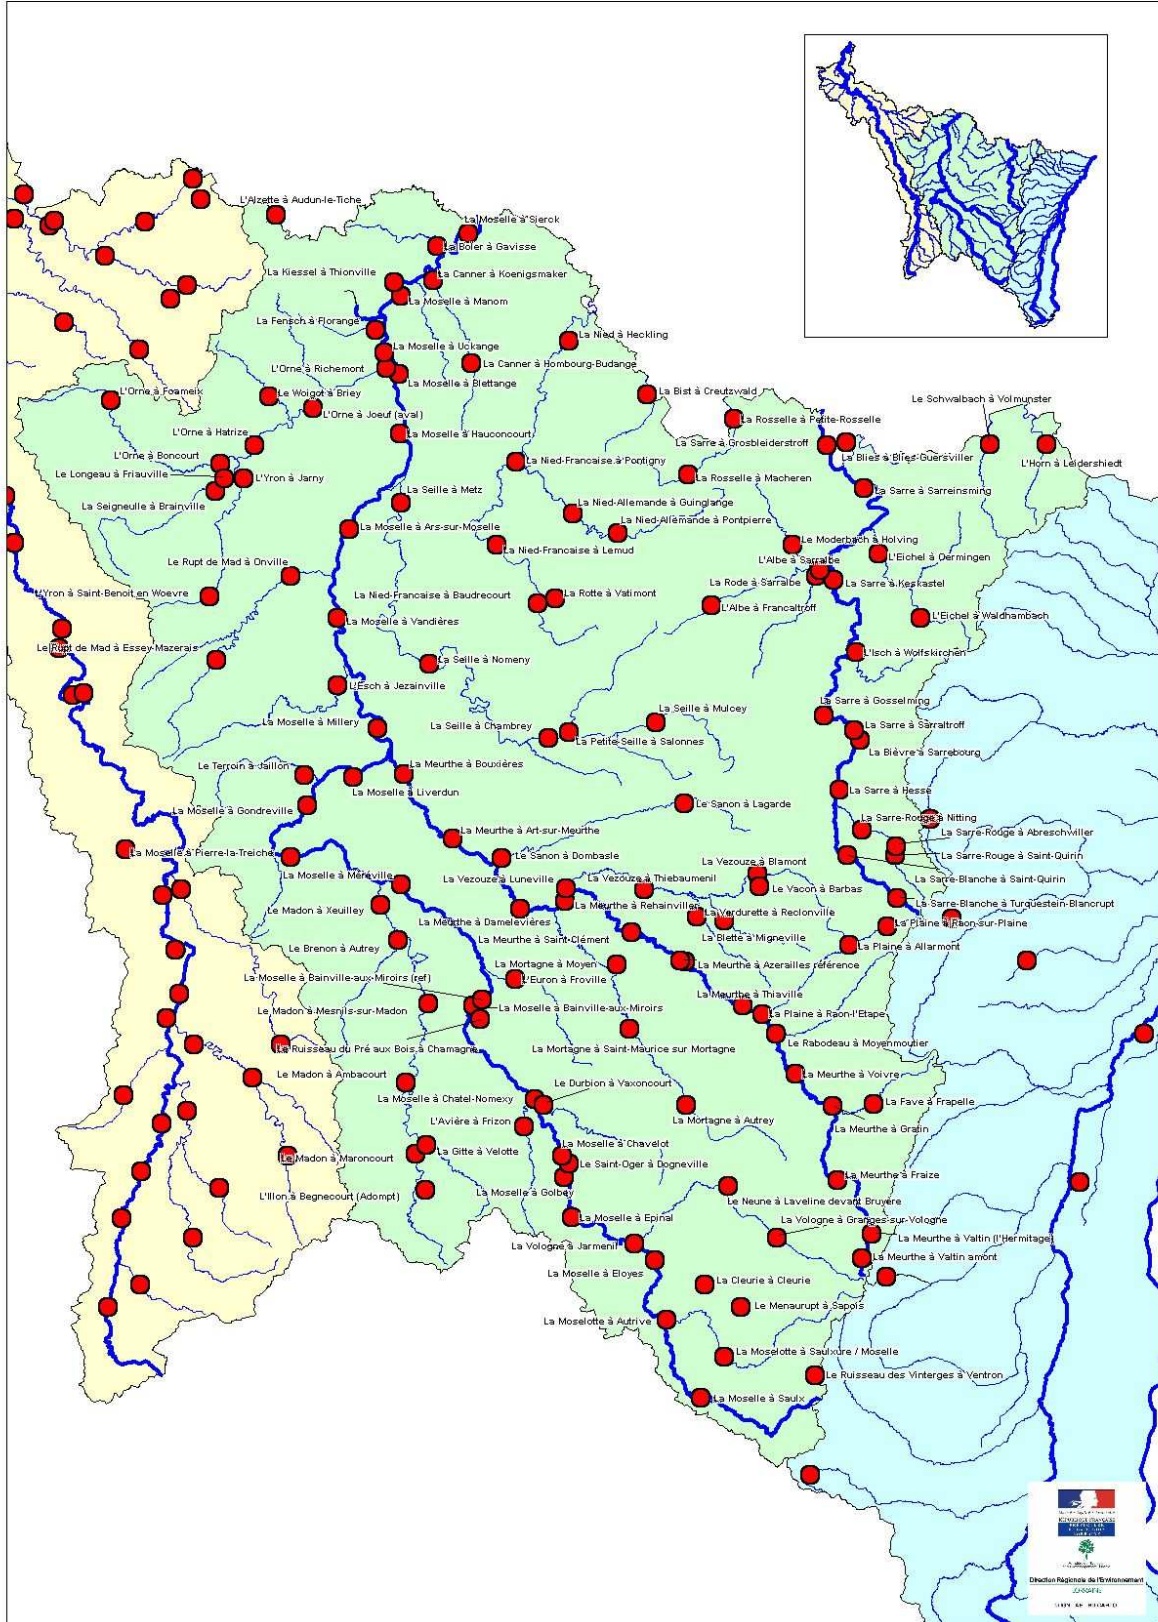 L'Alzette à Audun-le-Tiche
La Moselle à Sierck
La Boler à Gavisse
La Kiessel à Thionville
La Canner à Koenigsmaker
La Moselle à Manom
La Fensch à Florange
La Nied à Heckling
La Moselle à Uckange
La Canner à Hombourg-Budange
L'Orne à Richemont
La Moselle à Blettange
L'Orne à Foameix
Le Woigot à Briey
La Bist à Creutzwald
L'Orne à Joeuf (aval)
La Rosselle à Petite-Rosselle
Le Schwalbach à Volmunster
L'Orne à Hatrize
La Moselle à Hauconcourt
La Sarre à Grosbleiderstroff
L'Orne à Boncourt
La Nied-Francaise à Pontigny
La Blies à Blies-Guersviller
L'Horn à Leidershiedt
Le Longeau à Friauville
L'Yron à Jarny
La Rosselle à Macheren
La Sarre à Sarreinsming
La Seigneulle à Brainville
La Seille à Metz
La Nied-Allemande à Guinglange
La Moselle à Ars-sur-Moselle
La Nied-Allemande à Pontpierre
La Nied-Francaise à Lemud
Le Moderbach à Holving
L'Albe à Sarralbe
L'Eichel à Oermingen
Le Rupt de Mad à Onville
La Rode à Sarralbe
La Sarre à Keskastel
L'Yron à Saint-Benoit en Woevre
La Nied-Francaise à Baudrecourt
La Rotte à Vatimont
L'Albe à Francaltroff
La Moselle à Vandières
L'Eichel à Waldhambach
Le Rupt de Mad à Essey-Mazerais
L'Isch à Wolfskirchen
La Seille à Nomeny
L'Esch à Jezainville
La Sarre à Gosselming
La Moselle à Millery
La Seille à Chambrey
La Seille à Mulcey
La Sarre à Sarraltroff
La Petite-Seille à Salonnes
La Bièvre à Sarrebourg
Le Terroin à Jaillon
La Meurthe à Bouxières
La Moselle à Liverdun
La Sarre à Hesse
La Moselle à Gondreville
Le Sanon à Lagarde
La Sarre-Rouge à Nitting
La Meurthe à Art-sur-Meurthe
La Sarre-Rouge à Abreschwiller
La Moselle à Pierre-la-Treiche
Le Sanon à Dombasle
La Sarre-Rouge à Saint-Quirin
La Vezouze à Blamont
La Moselle à Méréville
La Vezouze à Luneville
La Vezouze à Thiebaumenil
La Sarre-Blanche à Saint-Quirin
Le Vacon à Barbas
Le Madon à Xeuilley
La Meurthe à Rehainviller
La Sarre-Blanche à Turquestein-Blancrupt
La Meurthe à Damelevières
La Verdurette à Reclonville
La Plaine à Raon-sur-Plaine
Le Brenon à Autrey
La Meurthe à Saint-Clément
La Blette à Migneville
La Plaine à Allarmont
La Mortagne à Moyen
La Meurthe à Azerailles référence
La Moselle à Bainville-aux-Miroirs (ref)
L'Euron à Froville
La Meurthe à Thiaville
Le Madon à Mesnils-sur-Madon
La Moselle à Bainville-aux-Miroirs
La Plaine à Raon-l'Etape
Le Ruisseau du Pré aux Bois à Chamagne
La Mortagne à Saint-Maurice sur Mortagne
Le Rabodeau à Moyenmoutier
Le Madon à Ambacourt
Le Durbion à Vaxoncourt
La Meurthe à Voivre
La Moselle à Chatel-Nomexy
La Fave à Frapelle
L'Avière à Frizon
La Mortagne à Autrey
La Meurthe à Gratin
La Moselle à Chavelot
Le Madon à Maroncourt
La Gitte à Velotte
Le Saint-Oger à Dogneville
La Meurthe à Fraize
L'Illon à Begnecourt (Adompt)
La Moselle à Golbey
Le Neune à Laveline devant Bruyère
La Moselle à Epinal
La Vologne à Granges-sur-Vologne
La Vologne à Jarmenil
La Meurthe à Valtin (l'Hermitage)
La Meurthe à Valtin amont
La Moselle à Eloyes
La Cleurie à Cleurie
Le Menaurupt à Sapois
La Moselotte à Autrive
La Moselotte à Saulxure / Moselle
Le Ruisseau des Vinterges à Ventron
La Moselle à Saulx
Direction Régionale de l'Environnement
LORRAINE